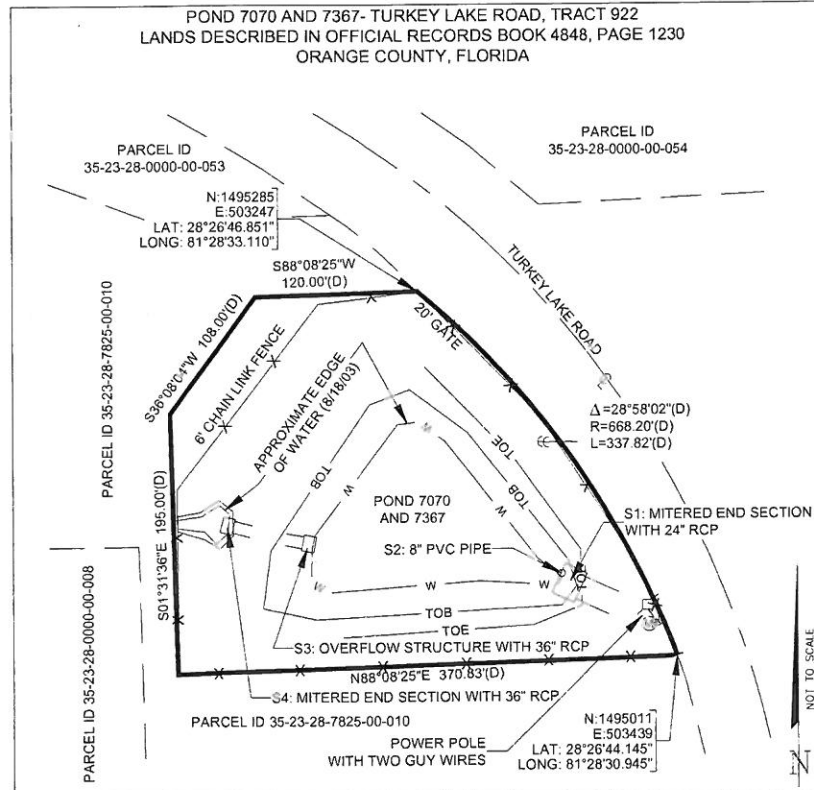 POND 7070 AND 7367- TURKEY LAKE ROAD, TRACT 922
LANDS DESCRIBED IN OFFICIAL RECORDS BOOK 4848, PAGE 1230
ORANGE COUNTY, FLORIDA
PARCEL ID
35-23-28-0000-00-053
PARCEL ID
35-23-28-0000-00-054
N:1495285
E:503247
LAT: 28°26'46.851"
LONG: 81°28'33.110"
S88°08'25"W
120.00'(D)
TURKEY LAKE ROAD
20' GATE
PARCEL ID 35-23-28-7825-00-010
S36°08'04"W 108.00'(D)
6' CHAIN LINK FENCE
APPROXIMATE EDGE
OF WATER (8/18/03)
Δ=28°58'02"(D)
R=668.20'(D)
L=337.82'(D)
TOE
TOB
TOB
W
W
W
POND 7070
AND 7367
S01°31'36"E 195.00'(D)
S1: MITERED END SECTION
WITH 24" RCP
S2: 8" PVC PIPE
W
W
W
W
TOB
TOE
S3: OVERFLOW STRUCTURE WITH 36" RCP
N88°08'25"E 370.83'(D)
S4: MITERED END SECTION WITH 36" RCP
PARCEL ID 35-23-28-0000-00-008
PARCEL ID 35-23-28-7825-00-010
POWER POLE
WITH TWO GUY WIRES
N:1495011
E:503439
LAT: 28°26'44.145"
LONG: 81°28'30.945"
NOT TO SCALE
N